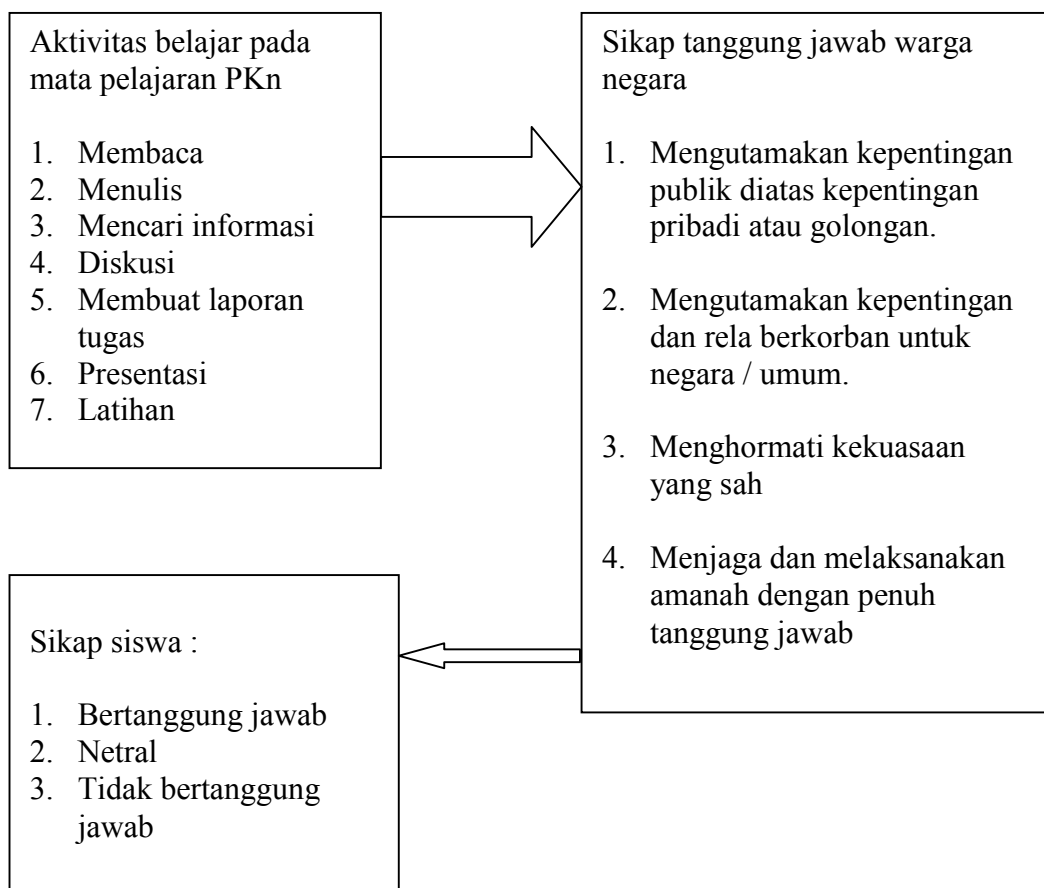 Aktivitas belajar pada
mata pelajaran PKn
1. Membaca
2. Menulis
3. Mencari informasi
4. Diskusi
5. Membuat laporan
tugas
6. Presentasi
7. Latihan
Sikap tanggung jawab warga
negara
1. Mengutamakan kepentingan
publik diatas kepentingan
pribadi atau golongan.
2. Mengutamakan kepentingan
dan rela berkorban untuk
negara / umum.
3. Menghormati kekuasaan
yang sah
4. Menjaga dan melaksanakan
amanah dengan penuh
tanggung jawab
Sikap siswa :
1. Bertanggung jawab
2. Netral
3. Tidak bertanggung
jawab